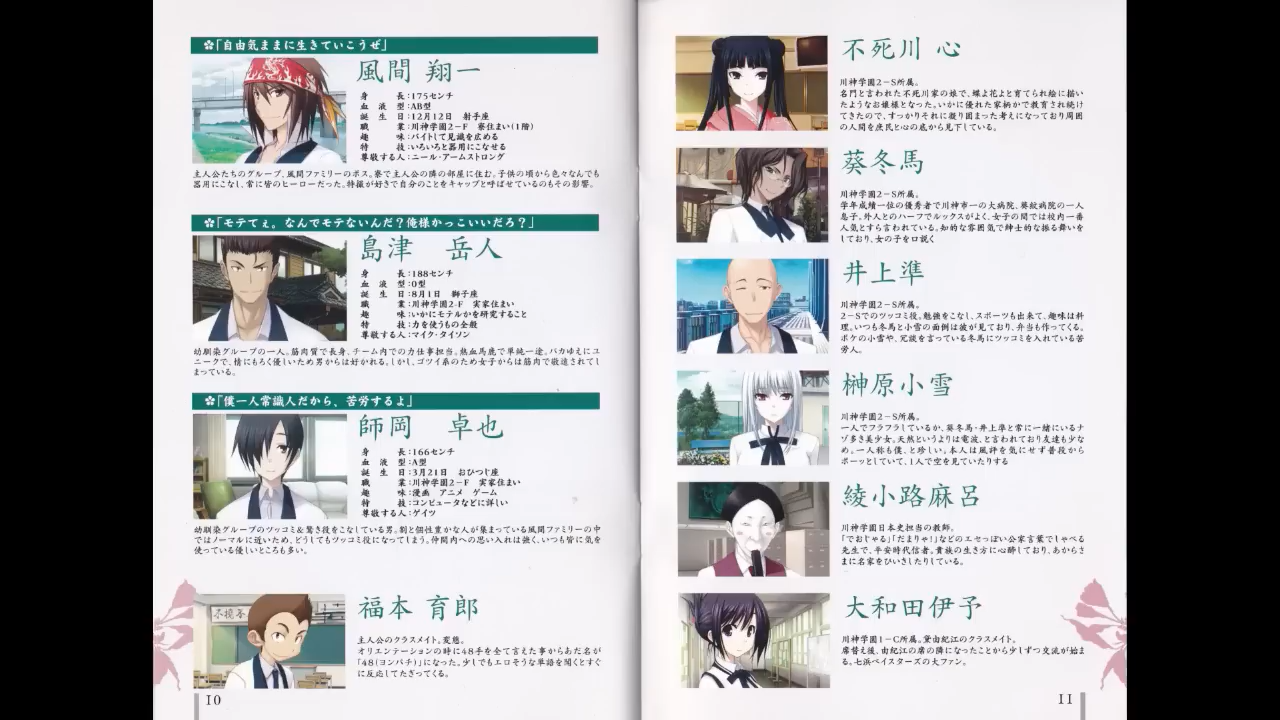 ✿「自由気ままに生きていこうぜ」
風間 翔一
身　　長：175センチ
血 液 型：AB型
誕 生 日：12月12日　射手座
職　　業：川神学園2－F　寮住まい(1階)
趣　　味：バイトして見識を広める
特　　技：いろいろと器用にこなせる
尊敬する人：ニール・アームストロング
主人公たちのグループ、風間ファミリーのボス。寮で主人公の隣の部屋に住む。子供の頃から色々なんでも
器用にこなし、常に皆のヒーローだった。特撮が好きで自分のことをキャップと呼ばせているのもその影響。
✿「モテてぇ。なんでモテないんだ？俺様かっこいいだろ？」
島津　岳人
身　　長：188センチ
血 液 型：O型
誕 生 日：8月1日　獅子座
職　　業：川神学園2-F　実家住まい
趣　　味：いかにモテルかを研究すること
特　　技：力を使うもの全般
尊敬する人：マイク・タイソン
幼馴染グループの一人。筋肉質で長身、チーム内での力仕事担当。熱血馬鹿で単純一途。バカゆえにユ
ニークで、情にもろく優しいため男からは好かれる。しかし、ゴツイ系のため女子からは筋肉で敬遠されてし
まっている。
✿「僕一人常識人だから、苦労するよ」
師岡　卓也
身　　長：166センチ
血 液 型：A型
誕 生 日：3月21日　おひつじ座
職　　業：川神学園2－F　実家住まい
趣　　味：漫画　アニメ　ゲーム
特　　技：コンピュータなどに詳しい
尊敬する人：ゲイツ
幼馴染グループのツッコミ＆驚き役をこなしている男。割と個性豊かな人が集まっている風間ファミリーの中
ではノーマルに近いため、どうしてもツッコミ役になってしまう。仲間内への思い入れは強く、いつも皆に気を
使っている優しいところも多い。
福本 育郎
主人公のクラスメイト。変態。
オリエンテーションの時に48手を全て言えた事からあだ名が
「48(ヨンパチ)」になった。少しでもエロそうな単語を聞くとすぐ
に反応してたぎってくる。
10
不死川 心
川神学園2－S所属。
名門と言われた不死川家の娘で、蝶よ花よと育てられ絵に描い
たようなお嬢様となった。いかに優れた家柄かで教育され続け
てきたので、すっかりそれに凝り固まった考えになっており周囲
の人間を庶民と心の底から見下している。
葵冬馬
川神学園2－S所属。
学年成績一位の優秀者で川神市一の大病院、葵紋病院の一人
息子。外人とのハーフでルックスがよく、女子の間では校内一番
人気とすら言われている。知的な雰囲気で紳士的な振る舞いを
しており、女の子を口説く
井上準
川神学園2－S所属。
2－Sでのツッコミ役。勉強をこなし、スポーツも出来て、趣味は料
理。いつも冬馬と小雪の面倒は彼が見ており、弁当も作ってくる。
ボケの小雪や、冗談を言っている冬馬にツッコミを入れている苦
労人。
榊原小雪
川神学園2－S所属。
一人でフラフラしているか、葵冬馬・井上準と常に一緒にいるナ
ゾ多き美少女。天然というよりは電波、と言われており友達も少な
め。一人称も僕、と珍しい。本人は風評を気にせず普段から
ボーッとしていて、1人で空を見ていたりする
綾小路麻呂
川神学園日本史担当の教師。
「でおじゃる」「だまりゃ！」などのエセっぽい公家言葉でしゃべる
先生で、平安時代信者。貴族の生き方に心酔しており、あからさ
まに名家をひいきしたりしている。
大和田伊予
川神学園1－C所属。黛由紀江のクラスメイト。
席替え後、由紀江の席の隣になったことから少しずつ交流が始ま
る。七浜ベイスターズの大ファン。
11